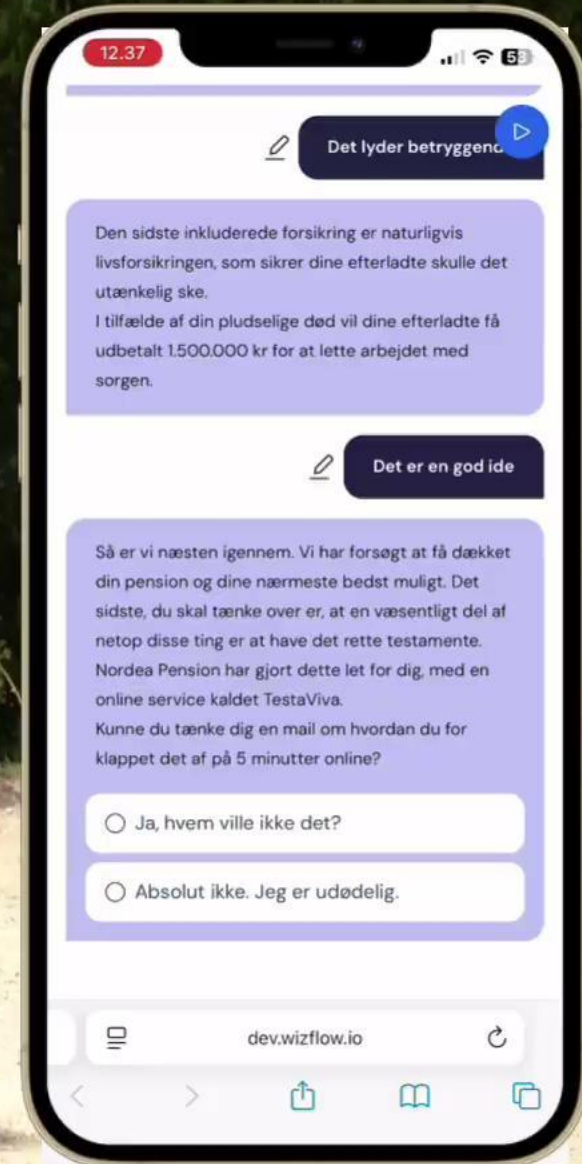 12.37
53
Det lyder betryggend
Den sidste inkluderede forsikring er naturligvis
livsforsikringen, som sikrer dine efterladte skulle det
utænkelig ske.
I tilfælde af din pludselige død vil dine efterladte få
udbetalt 1.500.000 kr for at lette arbejdet med
sorgen.
Det er en god ide
Så er vi næsten igennem. Vi har forsøgt at få dækket
din pension og dine nærmeste bedst muligt. Det
sidste, du skal tænke over er, at en væsentligt del af
netop disse ting er at have det rette testamente.
Nordea Pension har gjort dette let for dig, med en
online service kaldet TestaViva.
Kunne du tænke dig en mail om hvordan du for
klappet det af på 5 minutter online?
Ja, hvem ville ikke det?
Absolut ikke. Jeg er udødelig.
dev.wizflow.io